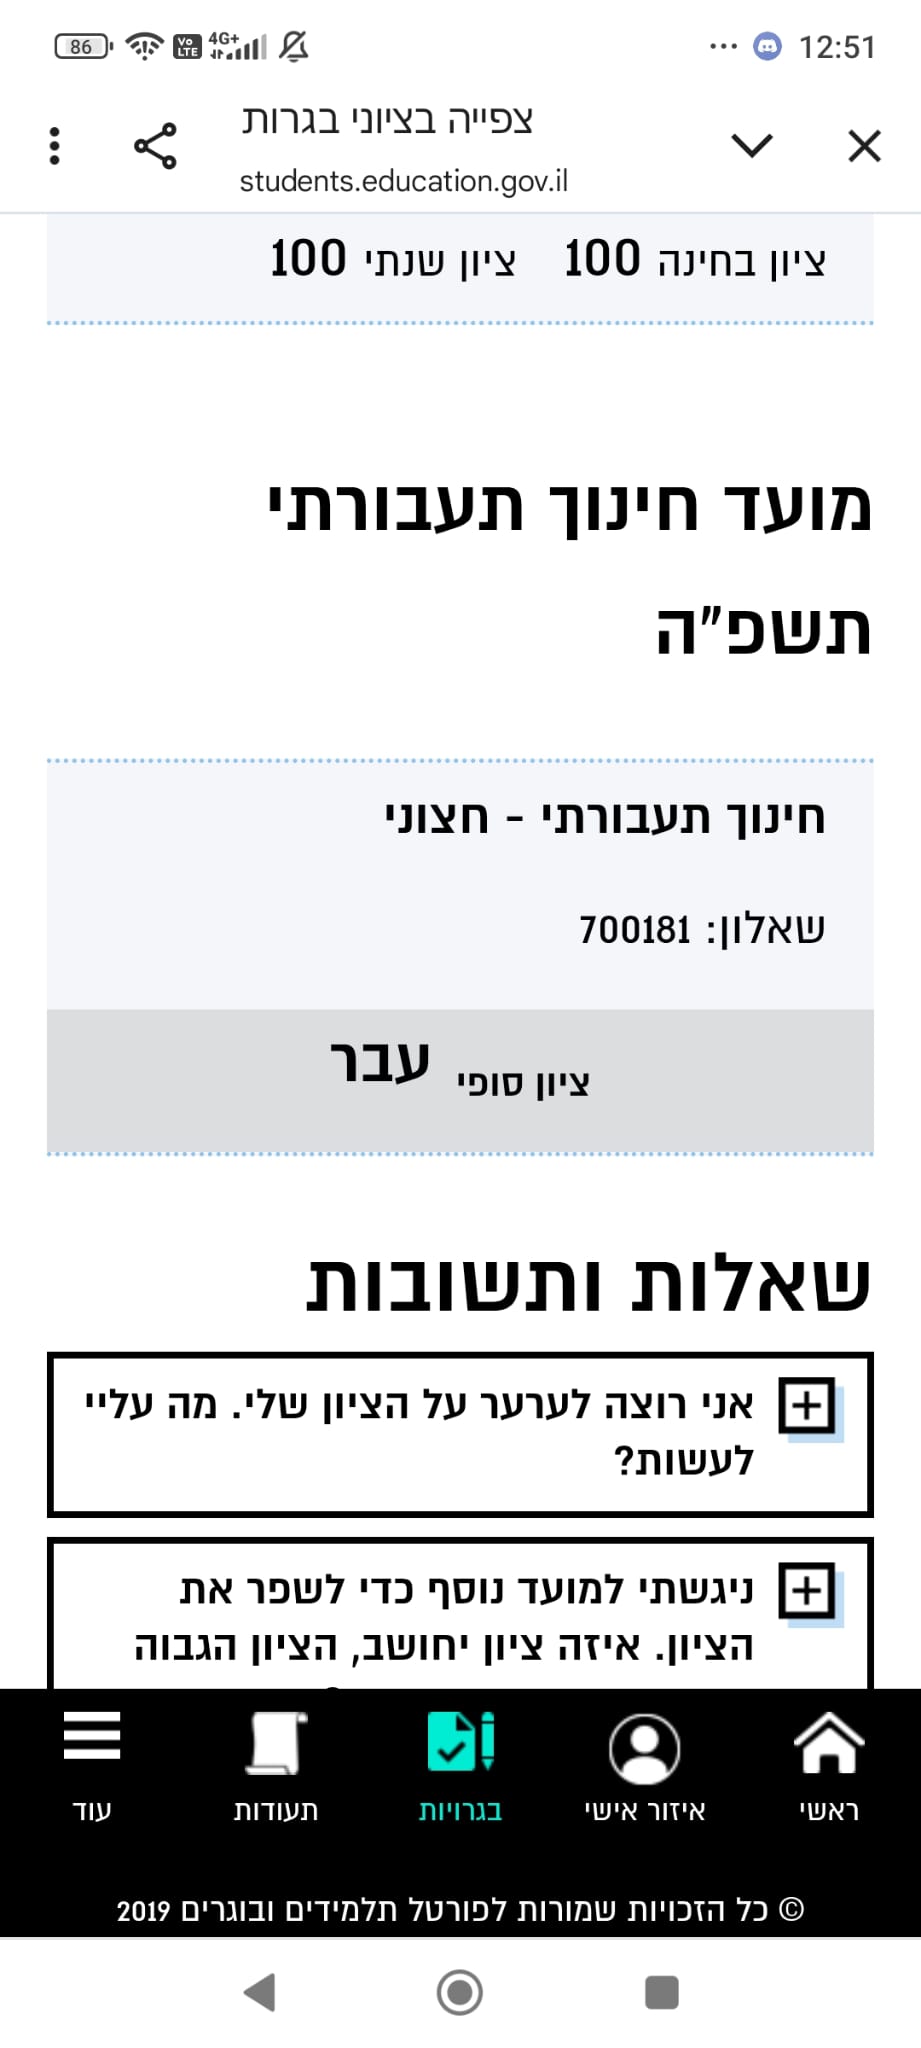 86 VoLTE 4G+ 12:51
צפייה בציוני בגרות
students.education.gov.il
ציון בחינה 100 ציון שנתי 100
מועד חינוך תעבורתי
תשפ"ה
חינוך תעבורתי - חצוני
שאלון: 700181
ציון סופי עבר
שאלות ותשובות
אני רוצה לערער על הציון שלי. מה עליי
לעשות?
ניגשתי למועד נוסף כדי לשפר את
הציון. איזה ציון יחושב, הציון הגבוה
ראשי
איזור אישי
בגרויות
תעודות
עוד
© כל הזכויות שמורות לפורטל תלמידים ובוגרים 2019